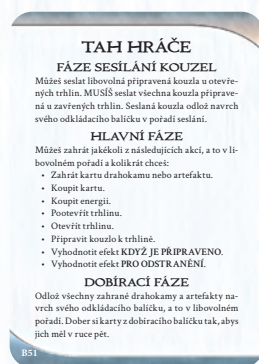 TAH HRÁČE
FÁZE SESÍLÁNÍ KOUZEL
Můžeš seslat libovolná připravená kouzla u otevře-
ných trhlin. MUSÍŠ seslat všechna kouzla připrave-
ná u zavřených trhlin. Seslaná kouzla odlož navrch
svého odkládacího balíčku v pořadí seslání.
HLAVNÍ FÁZE
Můžeš zahrát jakékoli z následujících akcí, a to v li-
bovolném pořadí a kolikrát chceš:
• Zahrát kartu drahokamu nebo artefaktu.
• Koupit kartu.
• Koupit energii.
• Pootevřít trhlinu.
• Otevřít trhlinu.
• Připravit kouzlo k trhlině.
• Vyhodnotit efekt KDYŽ JE PŘIPRAVENO.
• Vyhodnotit efekt PRO ODSTRANĚNÍ.
DOBÍRACÍ FÁZE
Odlož všechny zahrané drahokamy a artefakty na-
vrch svého odkládacího balíčku, a to v libovolném
pořadí. Dober si karty z dobíracího balíčku tak, abys
jich měl v ruce pět.
B51